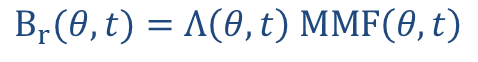 B_r(θ, t) = Λ(θ, t) MMF(θ, t)